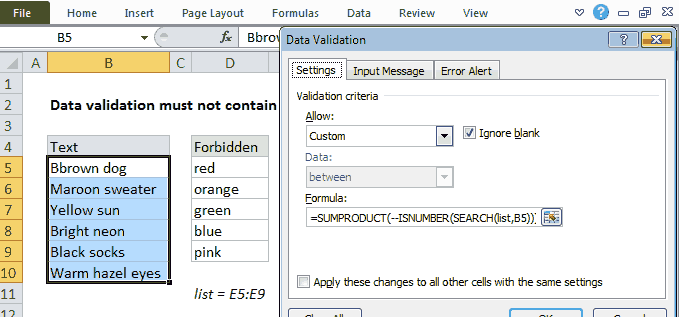 File Home Insert Page Layout Formulas Data Review View
B5 fx Bbrow
A B C D
1
2 Data validation must not contain
3
4 Text Forbidden
5 Bbrown dog red
6 Maroon sweater orange
7 Yellow sun green
8 Bright neon blue
9 Black socks pink
10 Warm hazel eyes
11 list = E5:E9
12
Data Validation
Settings Input Message Error Alert
Validation criteria
Allow:
Custom Ignore blank
Data:
between
Formula:
=SUMPRODUCT(--ISNUMBER(SEARCH(list,B5))
Apply these changes to all other cells with the same settings